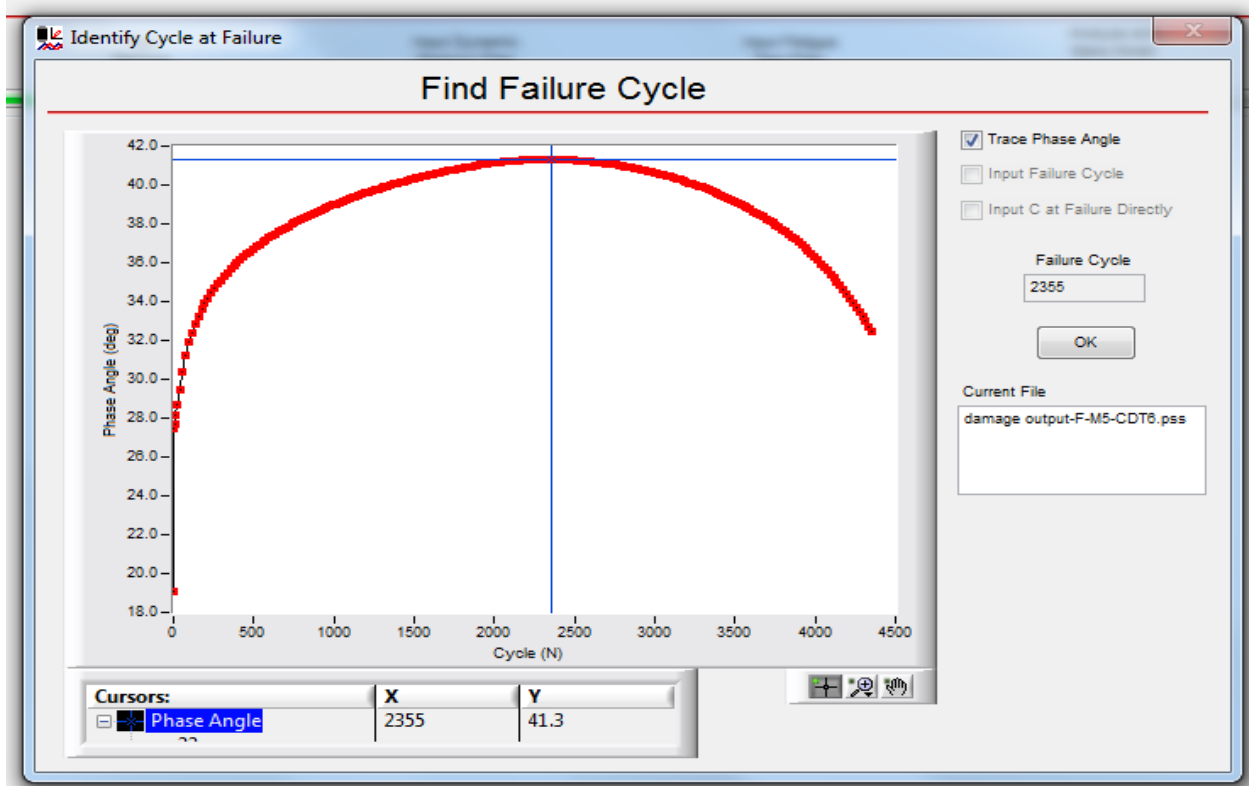 Identify Cycle at Failure
Find Failure Cycle
42.0
40.0
38.0
36.0
34.0
32.0
30.0
28.0
26.0
24.0
22.0
20.0
18.0
Phase Angle (deg)
0 500 1000 1500 2000 2500 3000 3500 4000 4500
Cycle (N)
Cursors: X Y
Phase Angle 2355 41.3
Trace Phase Angle
Input Failure Cycle
Input C at Failure Directly
Failure Cycle
2355
OK
Current File
damage output-F-M5-CDT6.pss